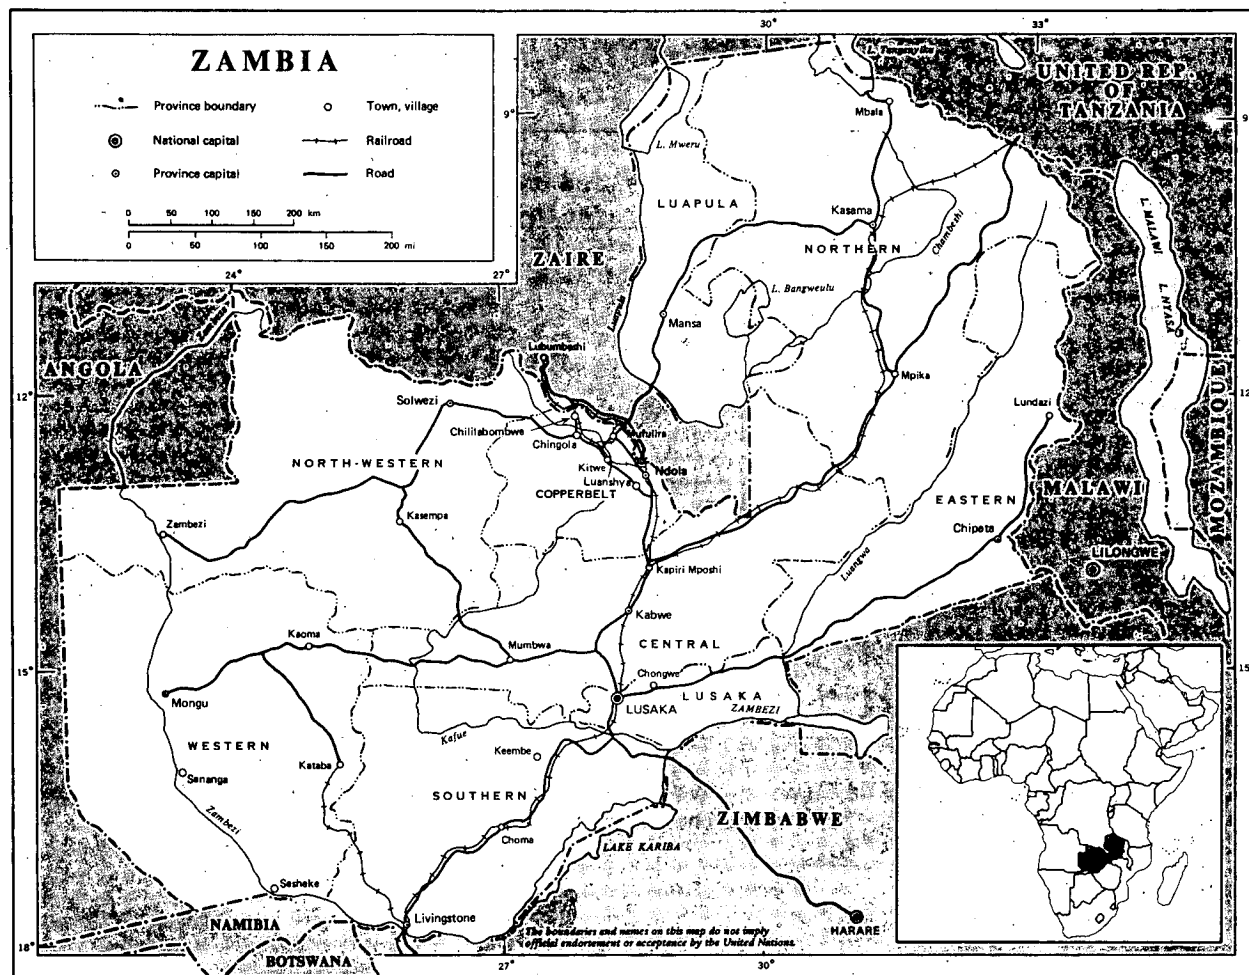 30°
33°
ZAMBIA
Province boundary
Town, village
National capital
Railroad
Province capital
Road
0 50 100 150 200 km
0 50 100 150 200 mi
L. Tanganyika
UNITED REP.
OF
TANZANIA
9°
9°
Mbala
L. Mweru
LUAPULA
Kasama
NORTHERN
Chambeshi
L. MALAWI
L. NYASA
ZAIRE
24°
27°
L. Bangweulu
Luapula
Mansa
Lubumbashi
ANGOLA
Mpika
MOZAMBIQUE
12°
12°
Solwezi
Lundazi
Chililabombwe
Mufulira
Chingola
NORTH-WESTERN
Kitwe
Ndola
Luanshya
COPPERBELT
EASTERN
MALAWI
Kasempa
Zambezi
Chipata
Luangwa
LILONGWE
Kapiri Mposhi
Kabwe
Kaoma
Mumbwa
CENTRAL
15°
15°
Chongwe
Mongu
LUSAKA
LUSAKA
ZAMBEZI
WESTERN
Kafue
Keembe
Senanga
Kataba
SOUTHERN
Zambezi
ZIMBABWE
Choma
LAKE KARIBA
Sesheke
Livingstone
NAMIBIA
HARARE
The boundaries and names on this map do not imply
official endorsement or acceptance by the United Nations.
18°
BOTSWANA
27°
30°